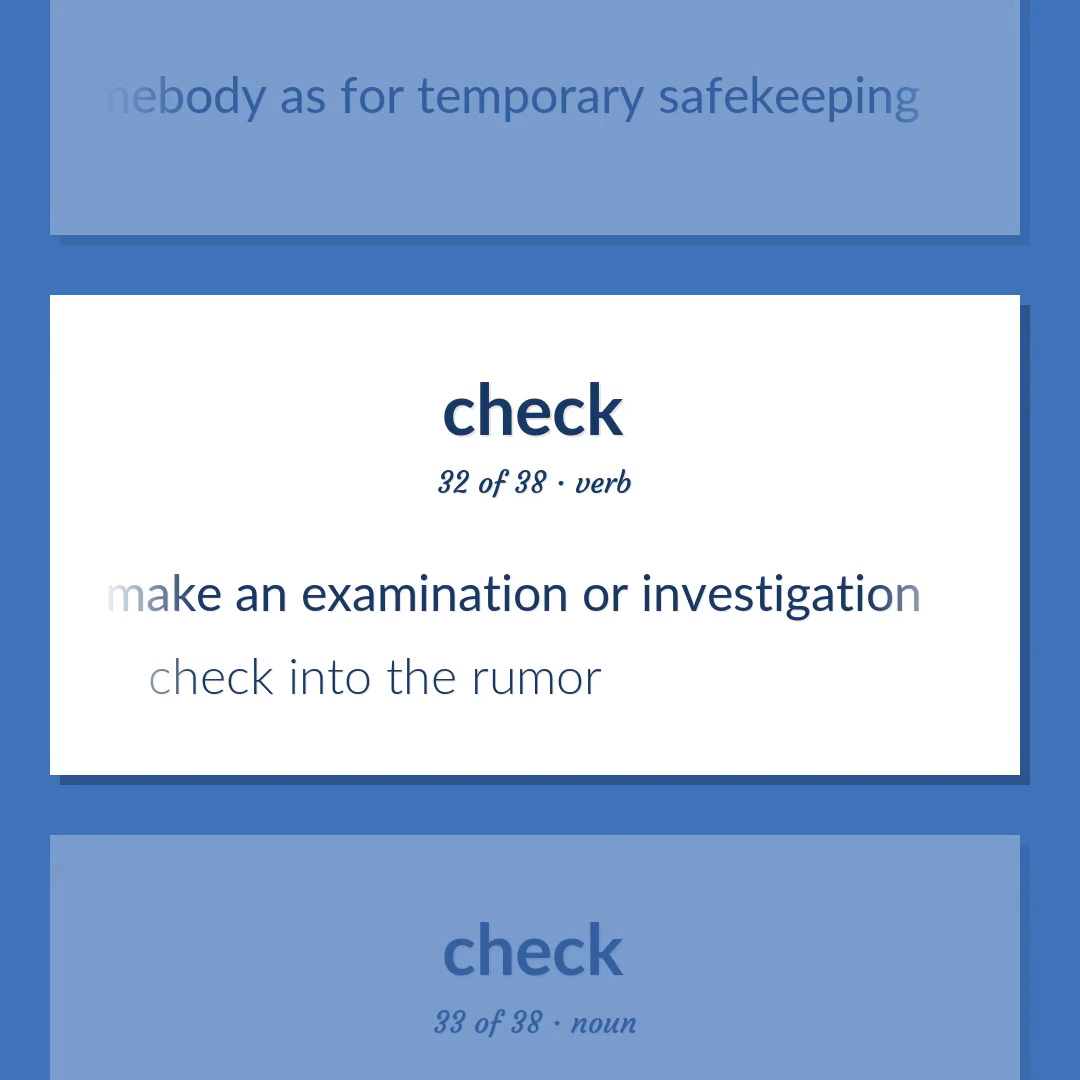 nebody as for temporary safekeeping
check
32 of 38 · verb
make an examination or investigation
check into the rumor
check
33 of 38 · noun